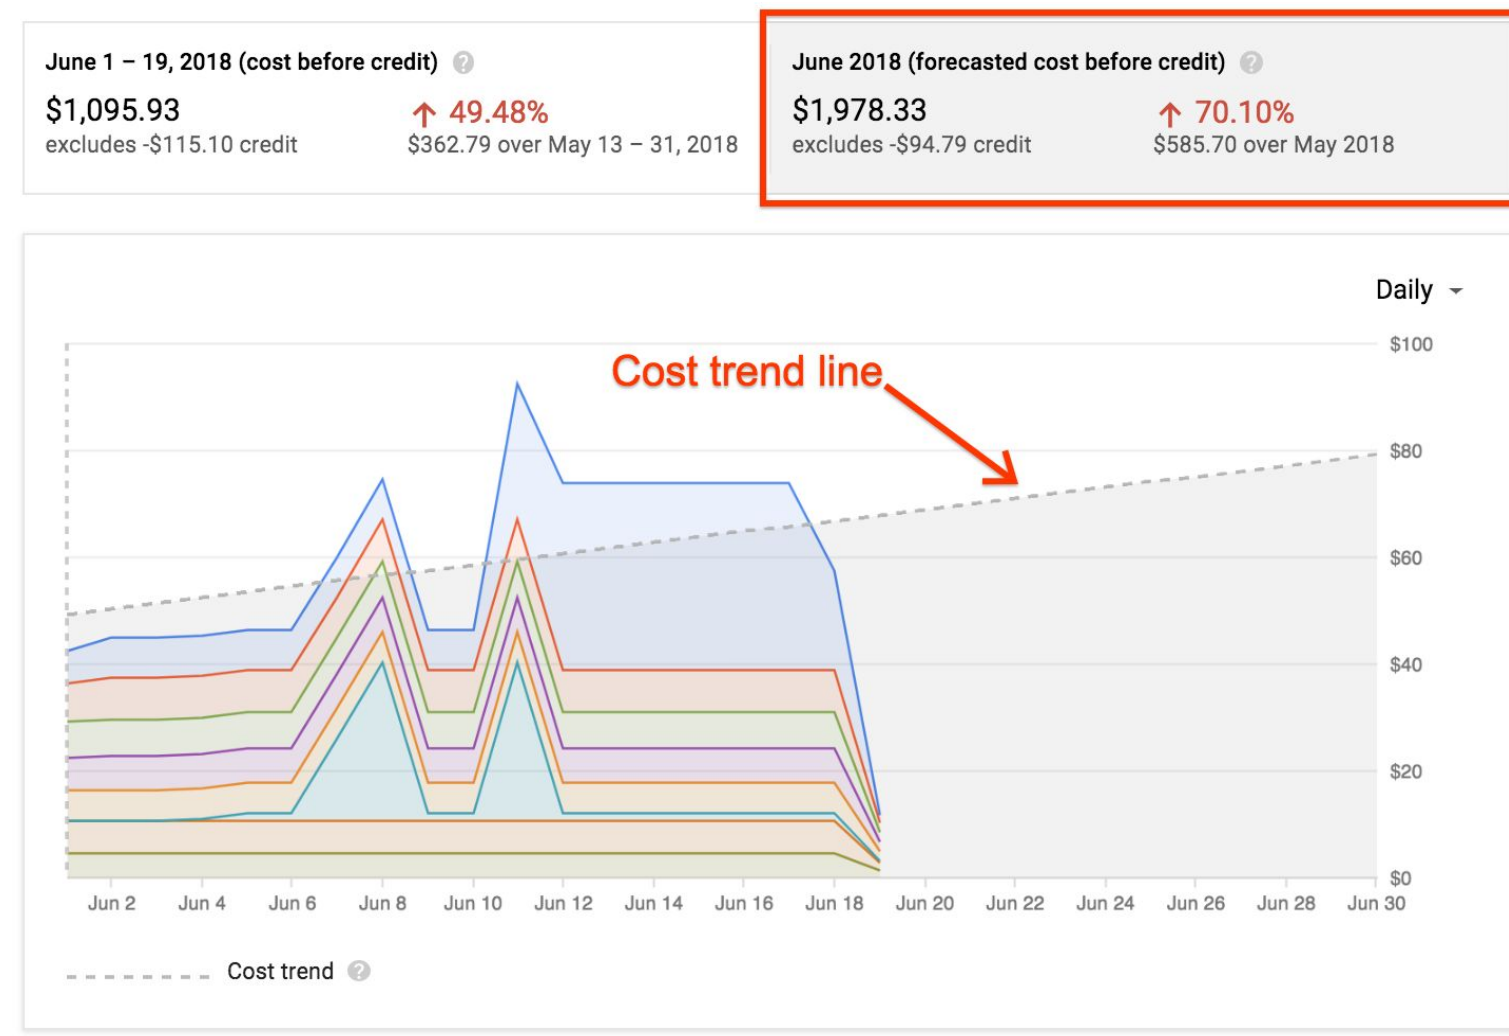 June 1 – 19, 2018 (cost before credit) ?
$1,095.93
↑ 49.48%
excludes -$115.10 credit
$362.79 over May 13 – 31, 2018
June 2018 (forecasted cost before credit) ?
$1,978.33
↑ 70.10%
excludes -$94.79 credit
$585.70 over May 2018
Daily
Cost trend line
$100
$80
$60
$40
$20
$0
Jun 2 Jun 4 Jun 6 Jun 8 Jun 10 Jun 12 Jun 14 Jun 16 Jun 18 Jun 20 Jun 22 Jun 24 Jun 26 Jun 28 Jun 30
Cost trend ?